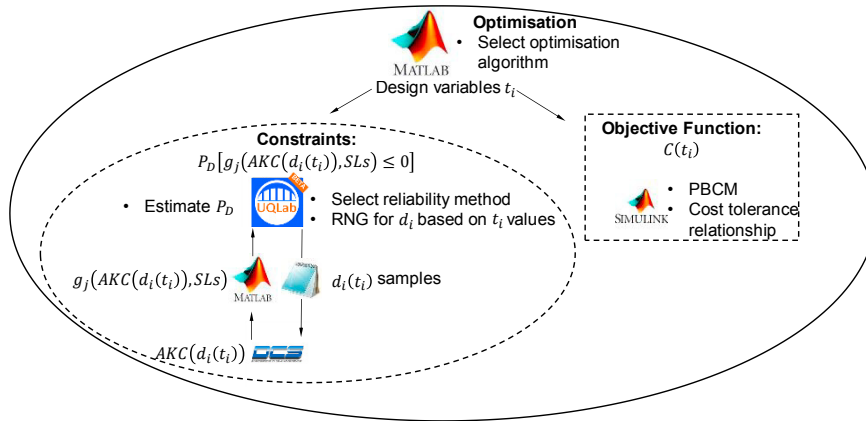 Optimisation
• Select optimisation
algorithm
MATLAB
Design variables t_i
Constraints:
P_D[g_j(AKC(d_i(t_i)),SLs) ≤ 0]
• Estimate P_D
BETA
UQLab
• Select reliability method
• RNG for d_i based on t_i values
g_j(AKC(d_i(t_i)),SLs)
MATLAB
d_i(t_i) samples
AKC(d_i(t_i))
DCS
Objective Function:
C(t_i)
SIMULINK
• PBCM
• Cost tolerance
relationship